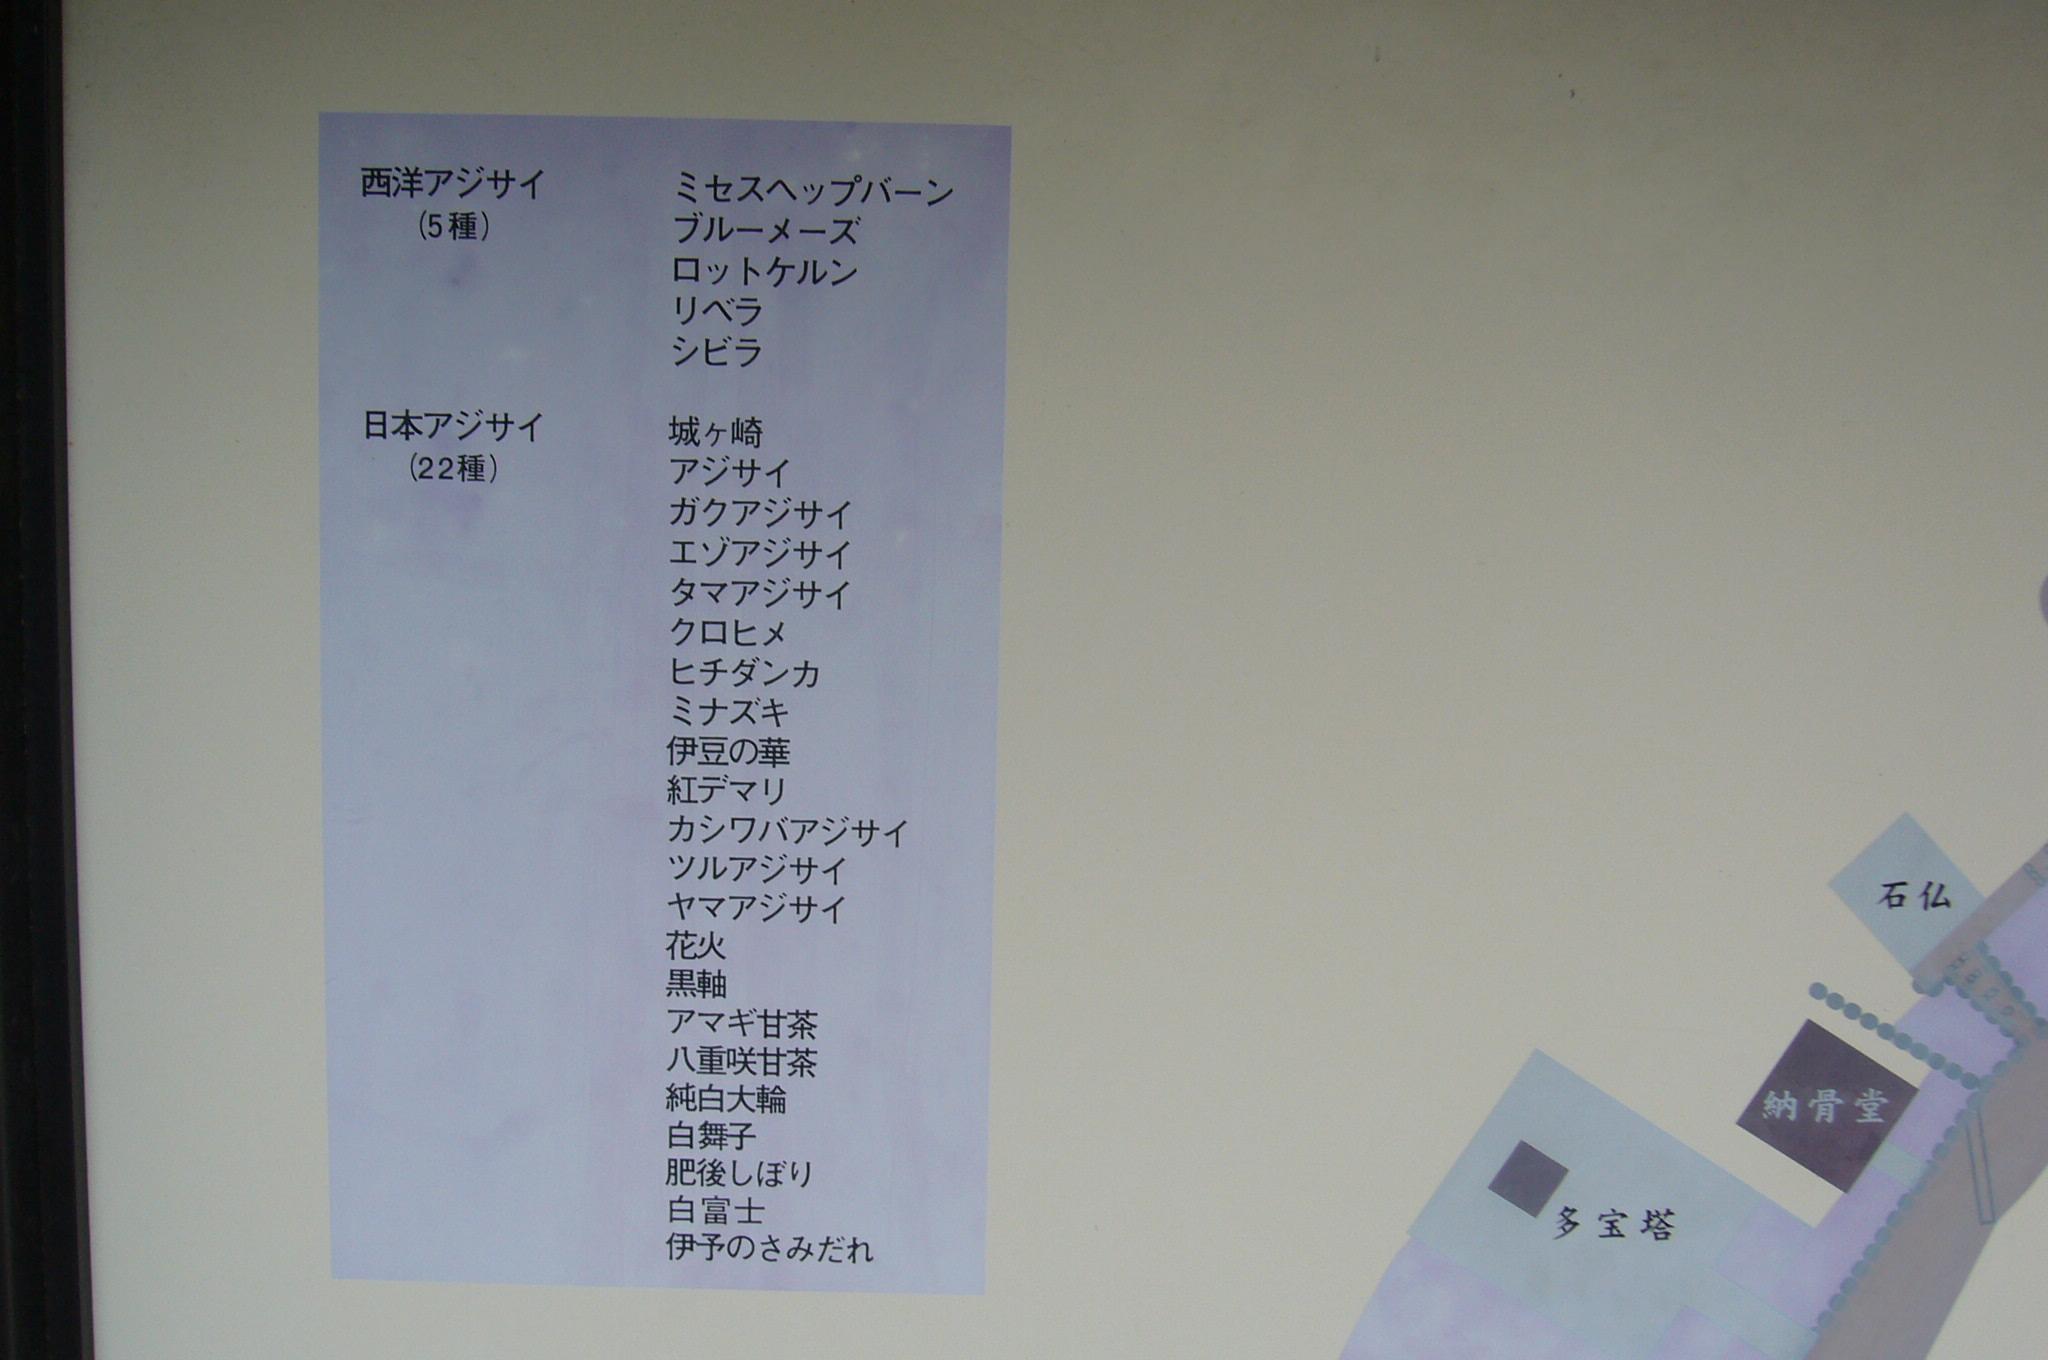 西洋アジサイ
(5種)
ミセスヘップバーン
ブルーメーズ
ロットケルン
リベラ
シビラ
日本アジサイ
(22種)
城ヶ崎
アジサイ
ガクアジサイ
エゾアジサイ
タマアジサイ
クロヒメ
ヒチダンカ
ミナズキ
伊豆の華
紅デマリ
カシワバアジサイ
ツルアジサイ
ヤマアジサイ
花火
黒軸
アマギ甘茶
八重咲甘茶
純白大輪
白舞子
肥後しぼり
白富士
伊予のさみだれ
石仏
納骨堂
多宝塔